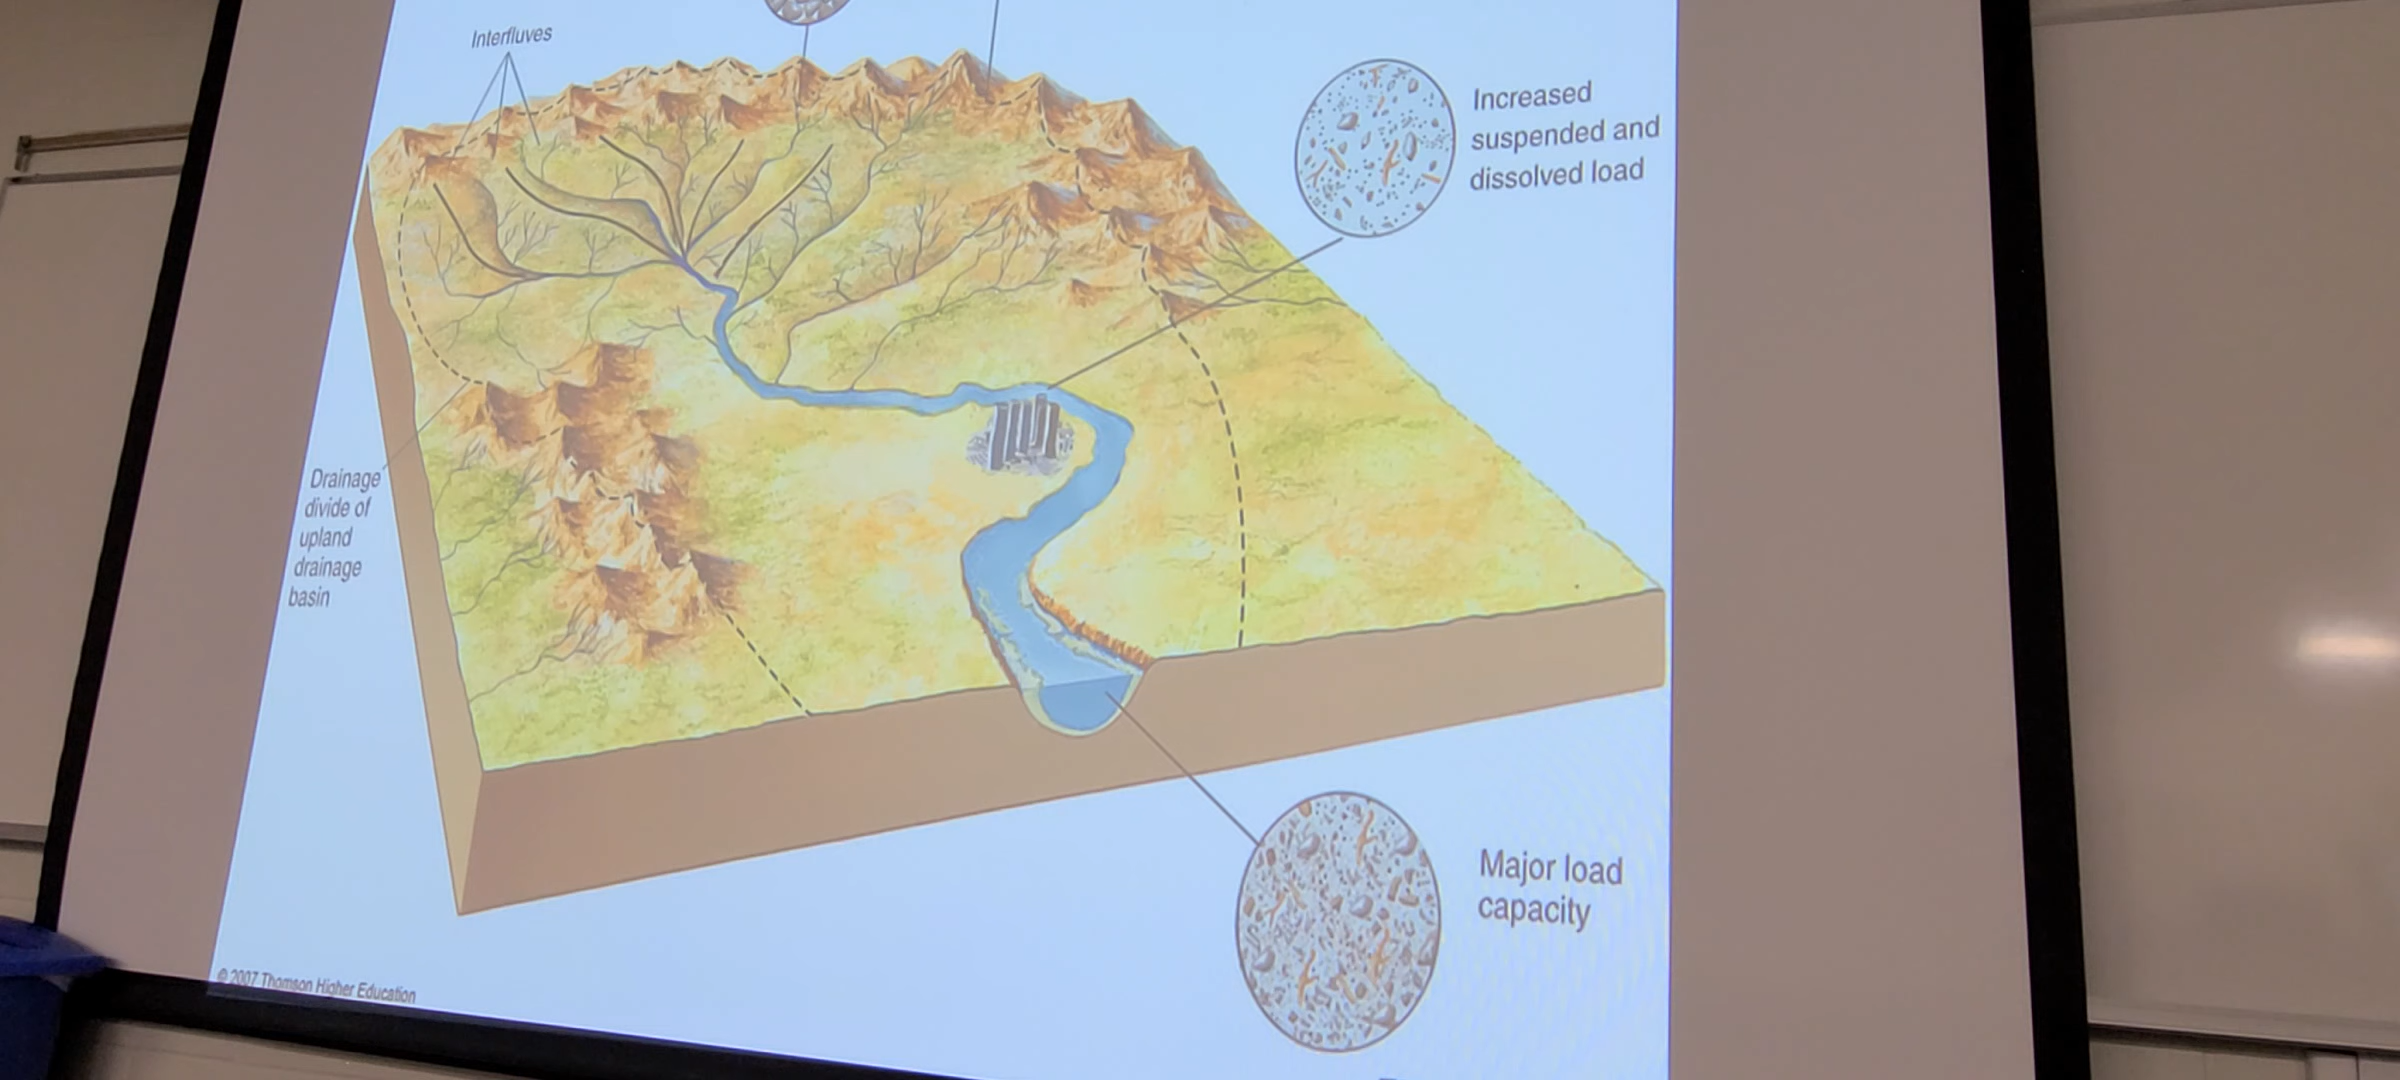 Interfluves
Increased
suspended and
dissolved load
Drainage
divide of
upland
drainage
basin
Major load
capacity
© 2007 Thomson Higher Education